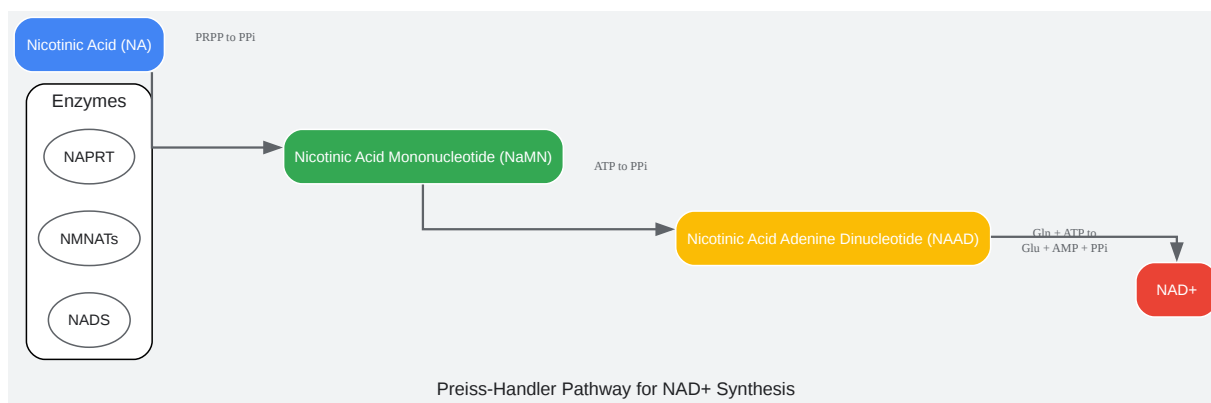 Nicotinic Acid (NA)
PRPP to PPi
Enzymes
NAPRT
NMNATs
NADS
Nicotinic Acid Mononucleotide (NaMN)
ATP to PPi
Nicotinic Acid Adenine Dinucleotide (NAAD)
Gln + ATP to
Glu + AMP + PPi
NAD+
Preiss-Handler Pathway for NAD+ Synthesis